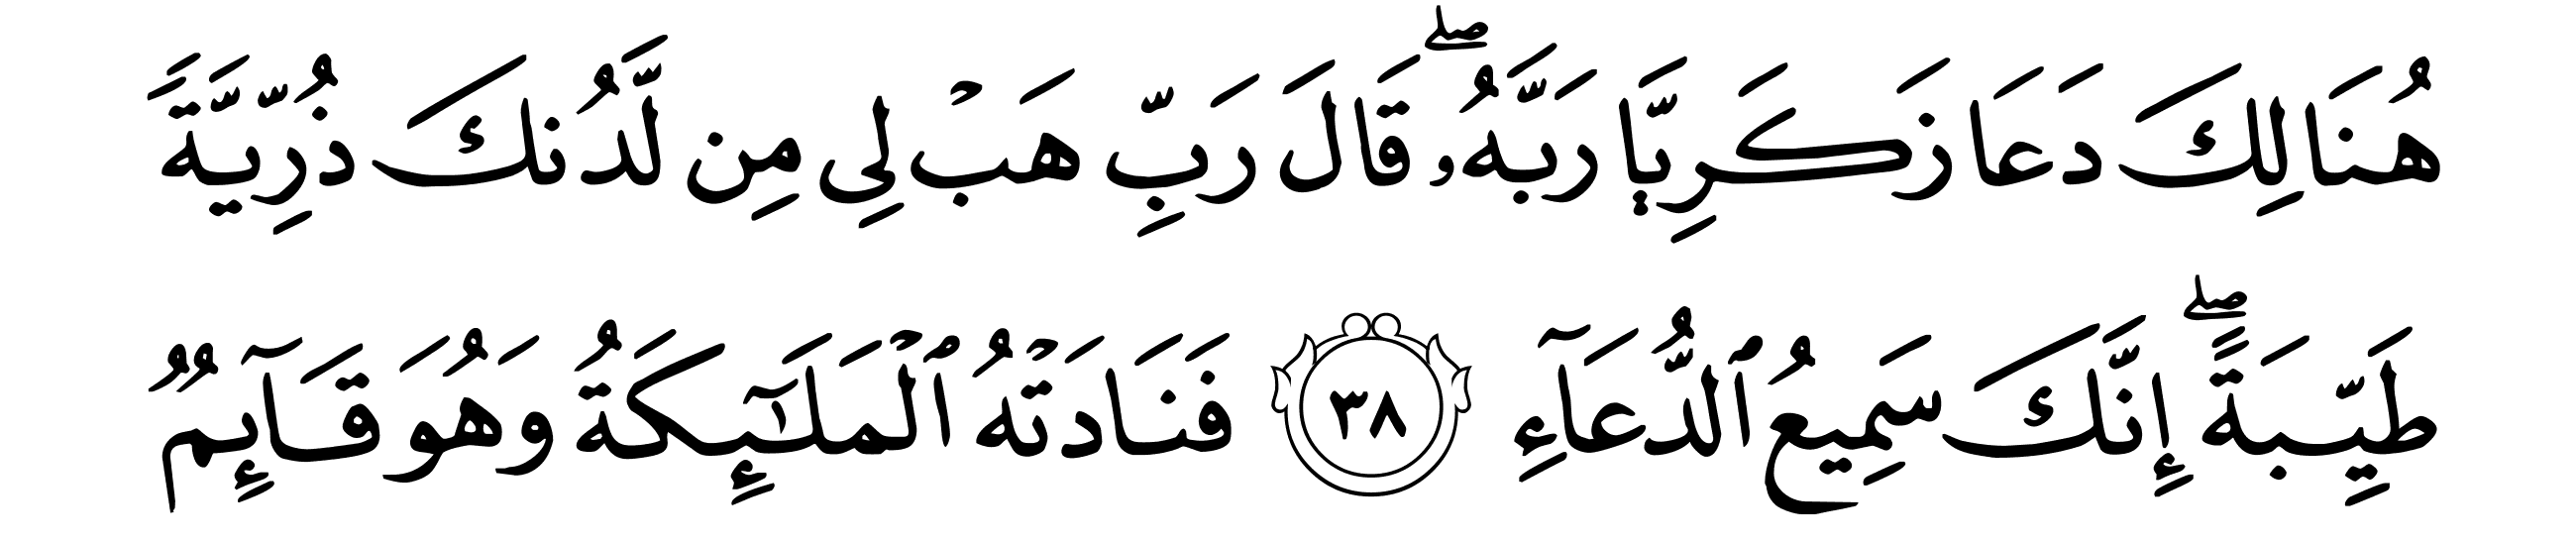 هُنَالِكَ دَعَا زَكَرِيَّا رَبَّهُۥۖ قَالَ رَبِّ هَبۡ لِي مِن لَّدُنكَ ذُرِّيَّةٗ
طَيِّبَةًۖ إِنَّكَ سَمِيعُ ٱلدُّعَآءِ ٣٨ فَنَادَتۡهُ ٱلۡمَلَٰٓئِكَةُ وَهُوَ قَآئِمٞ